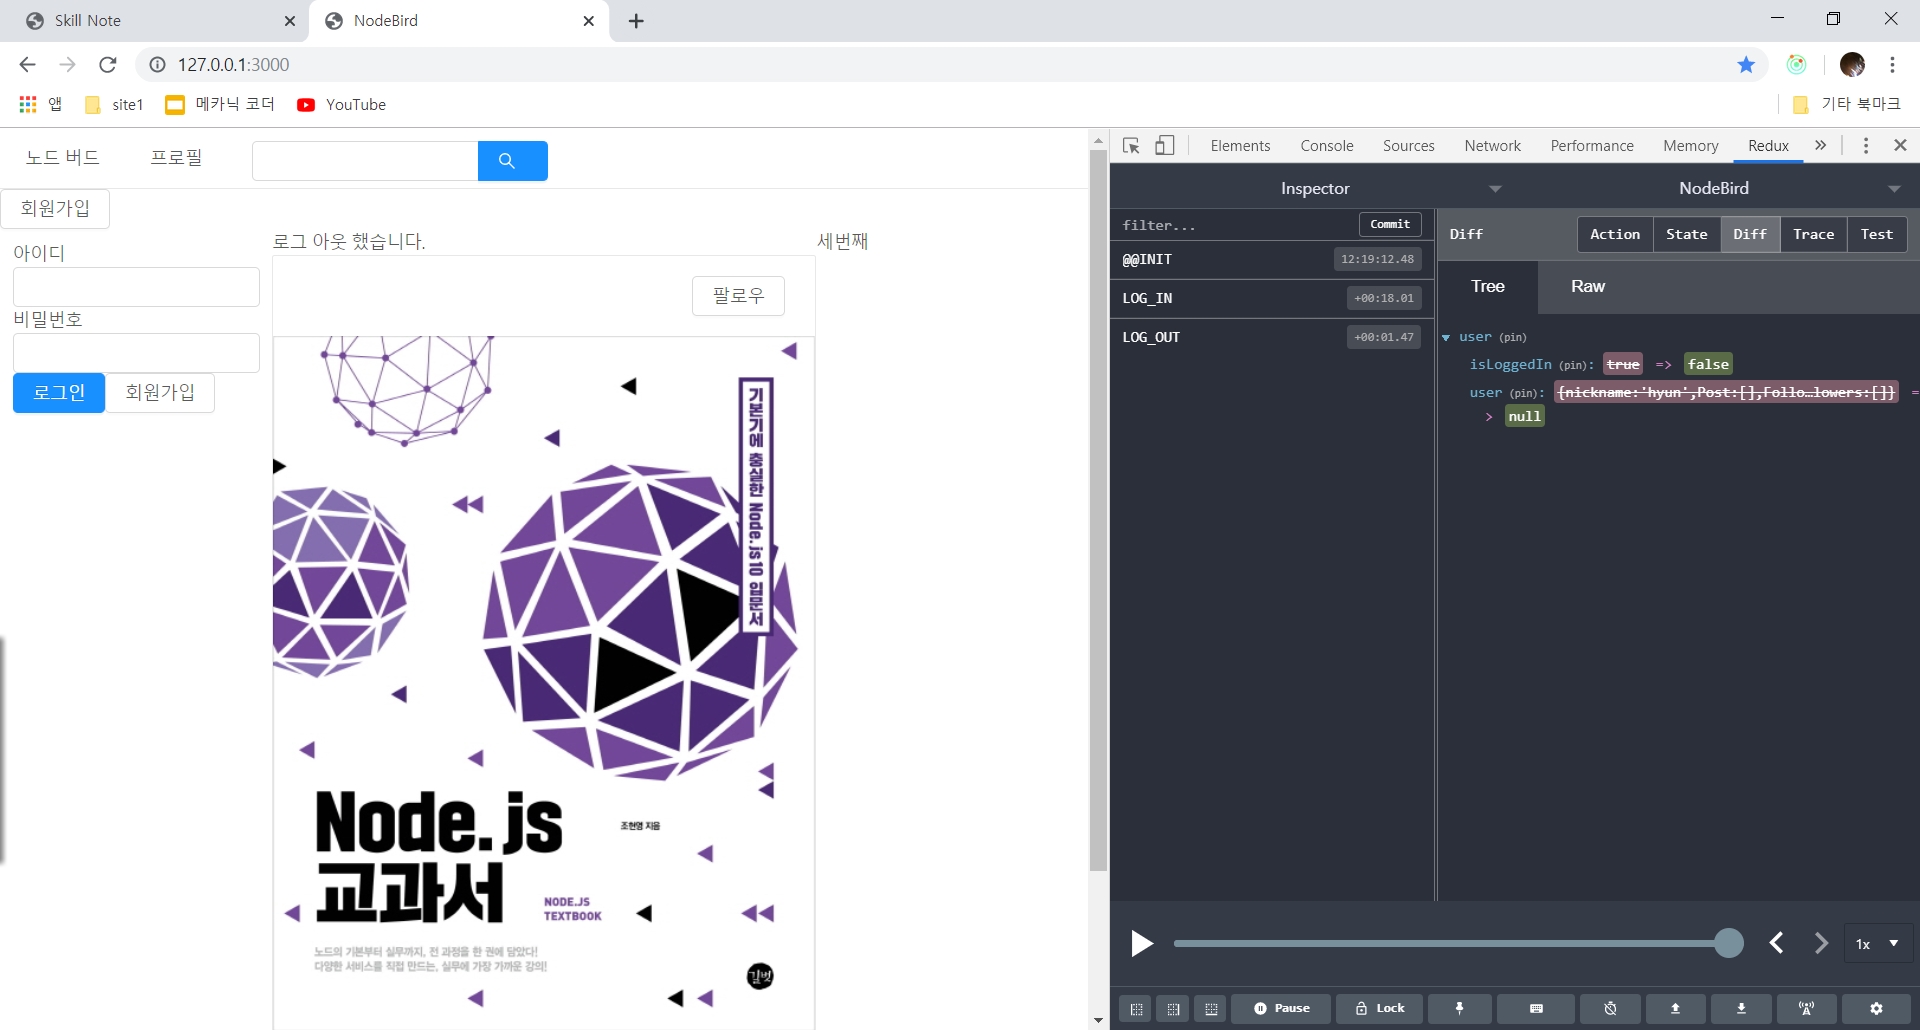 Skill Note
NodeBird
127.0.0.1:3000
앱
site1
메카닉 코더
YouTube
기타 북마크
노드 버드
프로필
회원가입
아이디
비밀번호
로그인
회원가입
로그 아웃 했습니다.
세번째
팔로우
기본기에 충실한 Node.js 10 입문서
Node.js
교과서
조현영 지음
NODE.JS
TEXTBOOK
노드의 기본부터 실무까지, 전 과정을 한 권에 담았다!
다양한 서비스를 직접 만드는, 실무에 가장 가까운 강의!
길벗
Elements
Console
Sources
Network
Performance
Memory
Redux
»
Inspector
NodeBird
filter...
Commit
@@INIT
12:19:12.48
LOG_IN
+00:18.01
LOG_OUT
+00:01.47
Diff
Action
State
Diff
Trace
Test
Tree
Raw
user (pin)
isLoggedIn (pin): true => false
user (pin): {nickname:'hyun',Post:[],Follo…lowers:[]} =
> null
1x
Pause
Lock